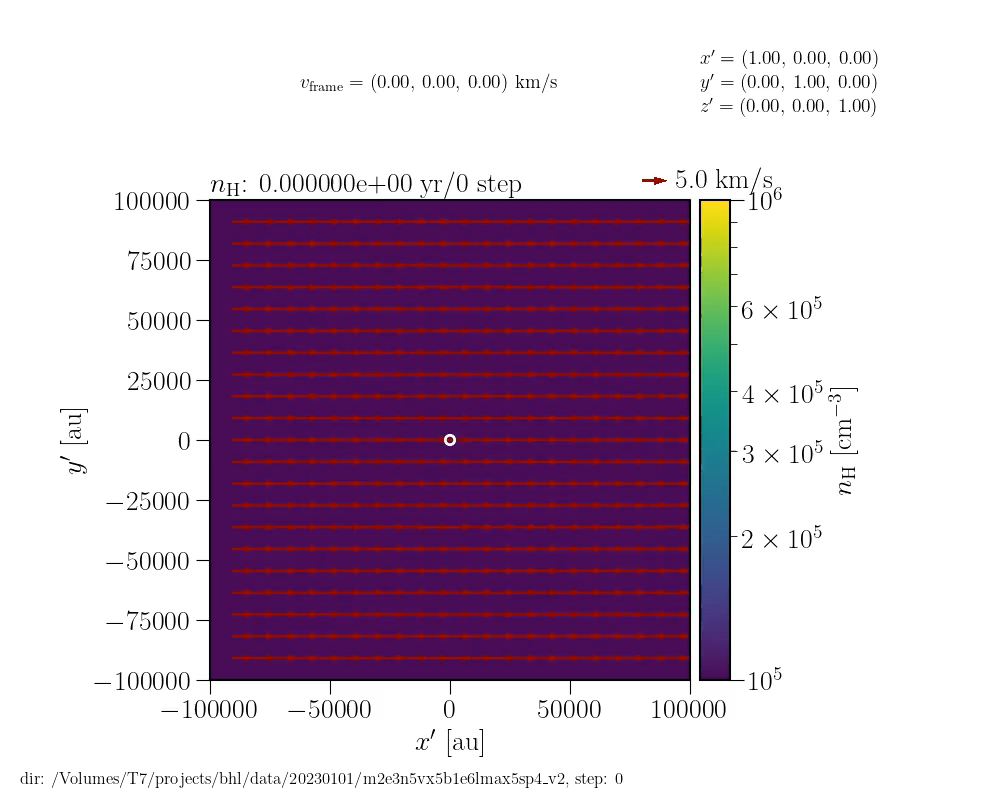 x′ = (1.00, 0.00, 0.00)
v_frame = (0.00, 0.00, 0.00) km/s
y′ = (0.00, 1.00, 0.00)
z′ = (0.00, 0.00, 1.00)
n_H: 0.000000e+00 yr/0 step
5.0 km/s
100000
75000
50000
25000
0
−25000
−50000
−75000
−100000
y′ [au]
−100000 −50000 0 50000 100000
x′ [au]
10^6
6 × 10^5
4 × 10^5
3 × 10^5
2 × 10^5
10^5
n_H [cm^−3]
dir: /Volumes/T7/projects/bhl/data/20230101/m2e3n5vx5b1e6lmax5sp4_v2, step: 0